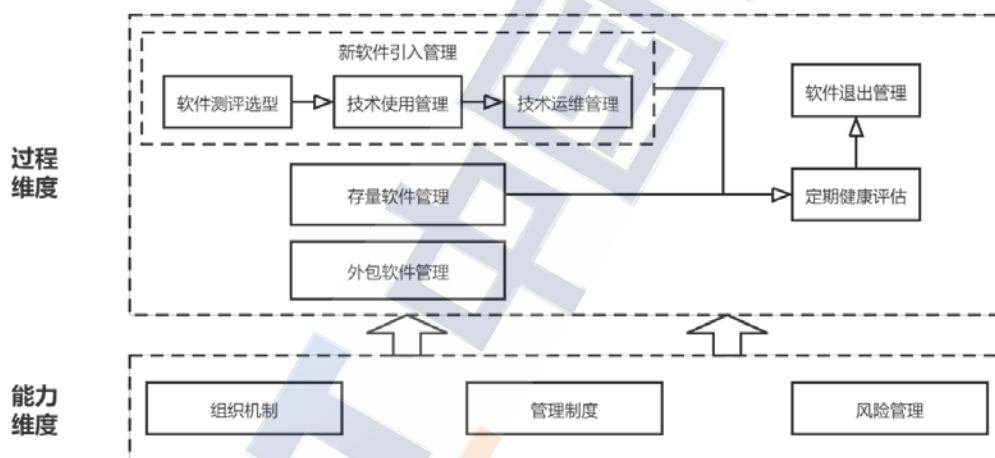 新软件引入管理
软件测评选型
技术使用管理
技术运维管理
软件退出管理
过程
维度
存量软件管理
定期健康评估
外包软件管理
能力
维度
组织机制
管理制度
风险管理